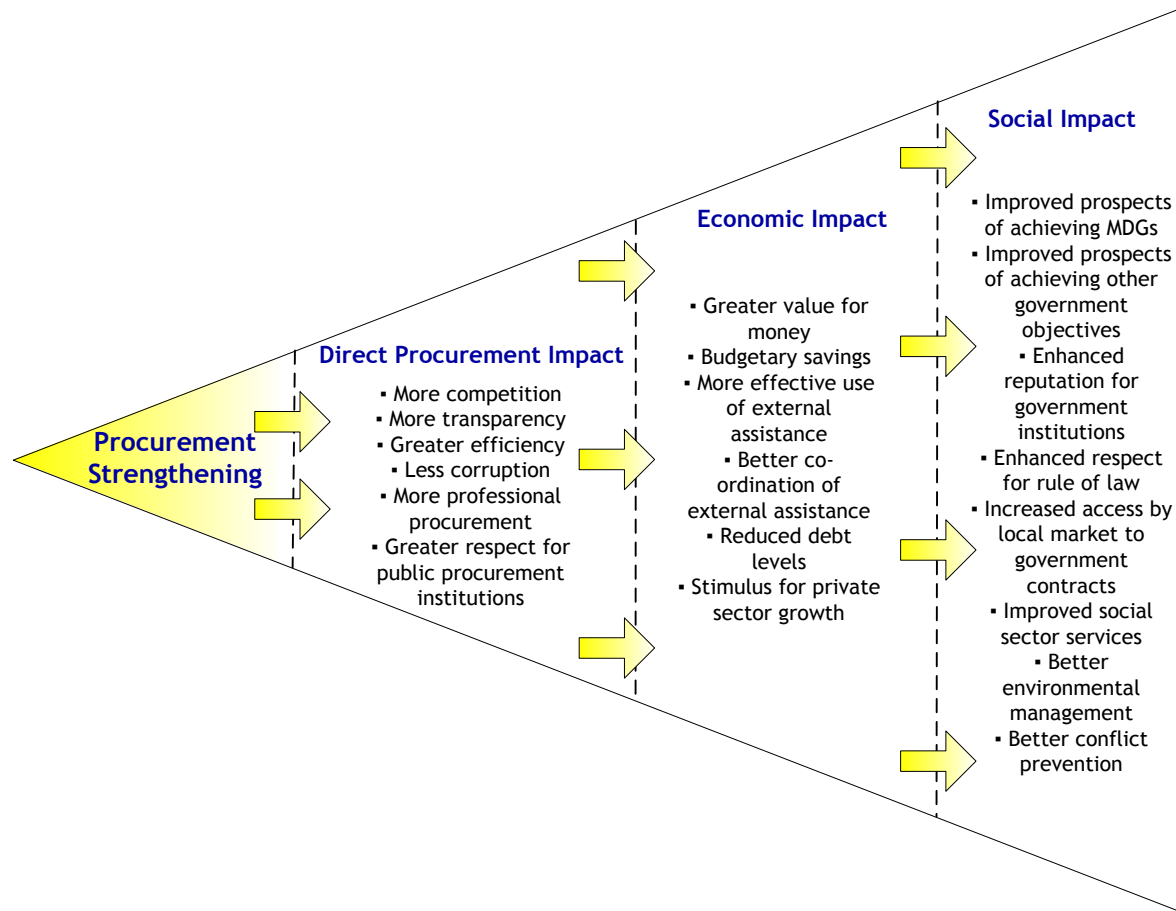 Procurement
Strengthening
Direct Procurement Impact
▪ More competition
▪ More transparency
▪ Greater efficiency
▪ Less corruption
▪ More professional
procurement
▪ Greater respect for
public procurement
institutions
Economic Impact
▪ Greater value for
money
▪ Budgetary savings
▪ More effective use
of external
assistance
▪ Better co-
ordination of
external assistance
▪ Reduced debt
levels
▪ Stimulus for private
sector growth
Social Impact
▪ Improved prospects
of achieving MDGs
▪ Improved prospects
of achieving other
government
objectives
▪ Enhanced
reputation for
government
institutions
▪ Enhanced respect
for rule of law
▪ Increased access by
local market to
government
contracts
▪ Improved social
sector services
▪ Better
environmental
management
▪ Better conflict
prevention